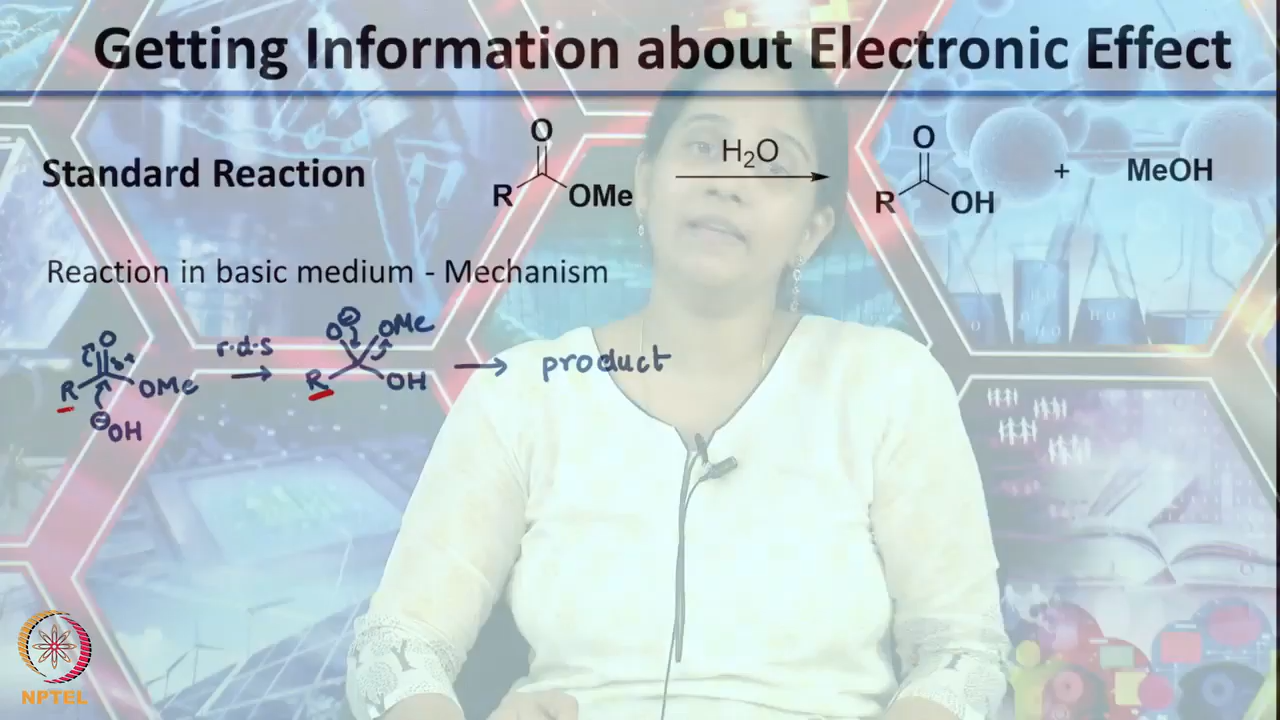 Getting Information about Electronic Effect
Standard Reaction
O
R
OMe
H₂O
O
R
OH
+
MeOH
Reaction in basic medium - Mechanism
O
δ+
R
OMe
⊖OH
r.d.s
O⊖
OMe
R
OH
product
H₂O
NPTEL